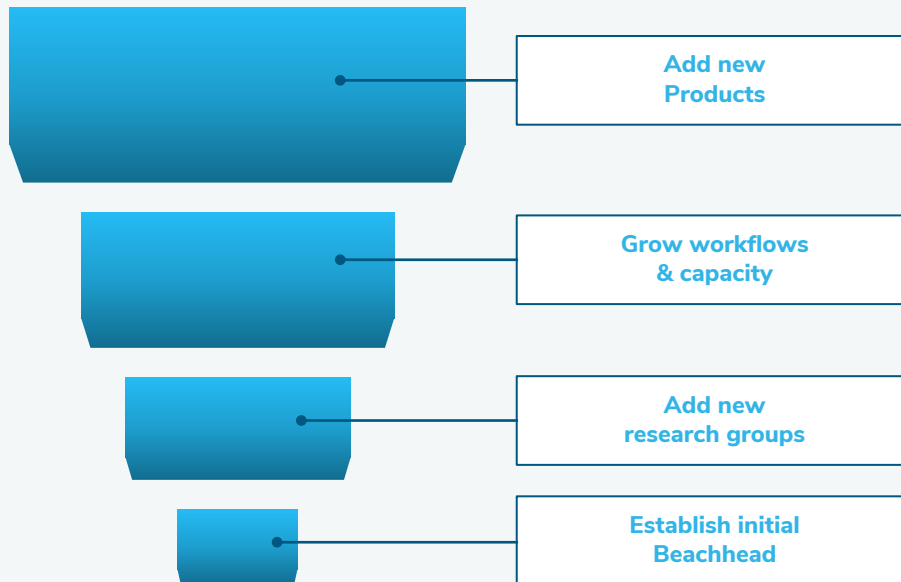 Add new
Products
Grow workflows
& capacity
Add new
research groups
Establish initial
Beachhead